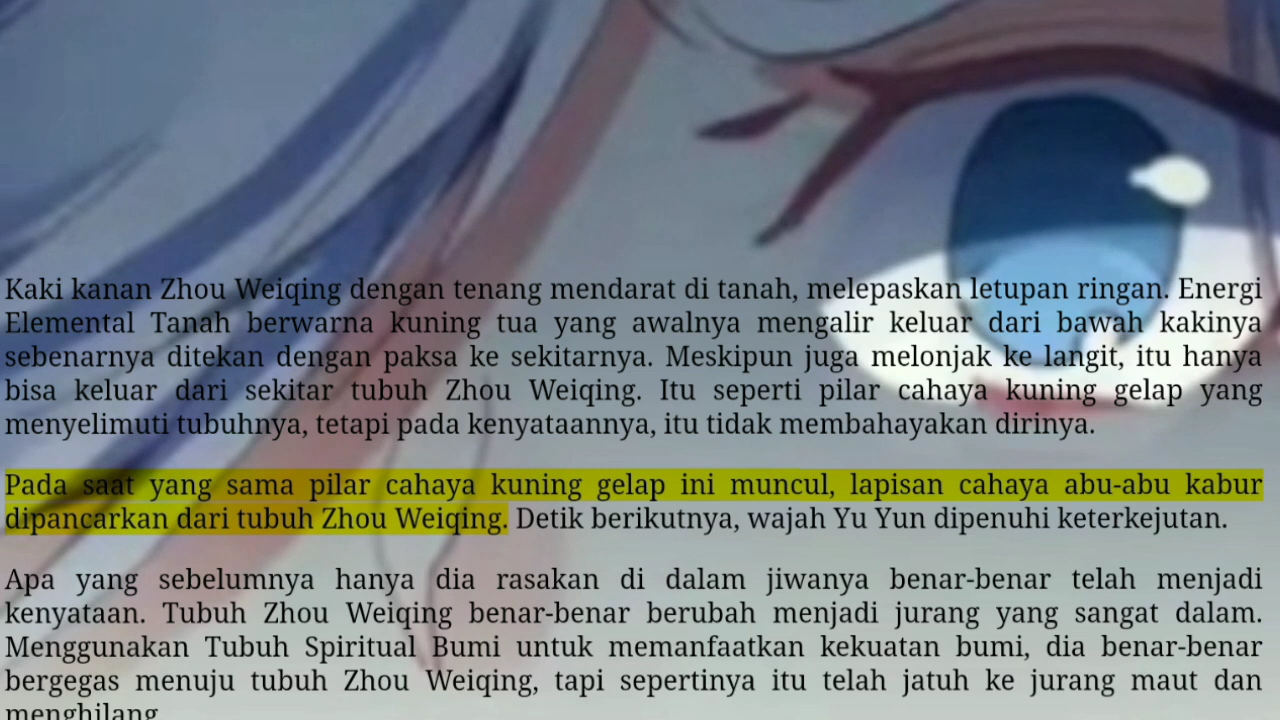 Kaki kanan Zhou Weiqing dengan tenang mendarat di tanah, melepaskan letupan ringan. Energi
Elemental Tanah berwarna kuning tua yang awalnya mengalir keluar dari bawah kakinya
sebenarnya ditekan dengan paksa ke sekitarnya. Meskipun juga melonjak ke langit, itu hanya
bisa keluar dari sekitar tubuh Zhou Weiqing. Itu seperti pilar cahaya kuning gelap yang
menyelimuti tubuhnya, tetapi pada kenyataannya, itu tidak membahayakan dirinya.
Pada saat yang sama pilar cahaya kuning gelap ini muncul, lapisan cahaya abu-abu kabur
dipancarkan dari tubuh Zhou Weiqing. Detik berikutnya, wajah Yu Yun dipenuhi keterkejutan.
Apa yang sebelumnya hanya dia rasakan di dalam jiwanya benar-benar telah menjadi
kenyataan. Tubuh Zhou Weiqing benar-benar berubah menjadi jurang yang sangat dalam.
Menggunakan Tubuh Spiritual Bumi untuk memanfaatkan kekuatan bumi, dia benar-benar
bergegas menuju tubuh Zhou Weiqing, tapi sepertinya itu telah jatuh ke jurang maut dan
menghilang